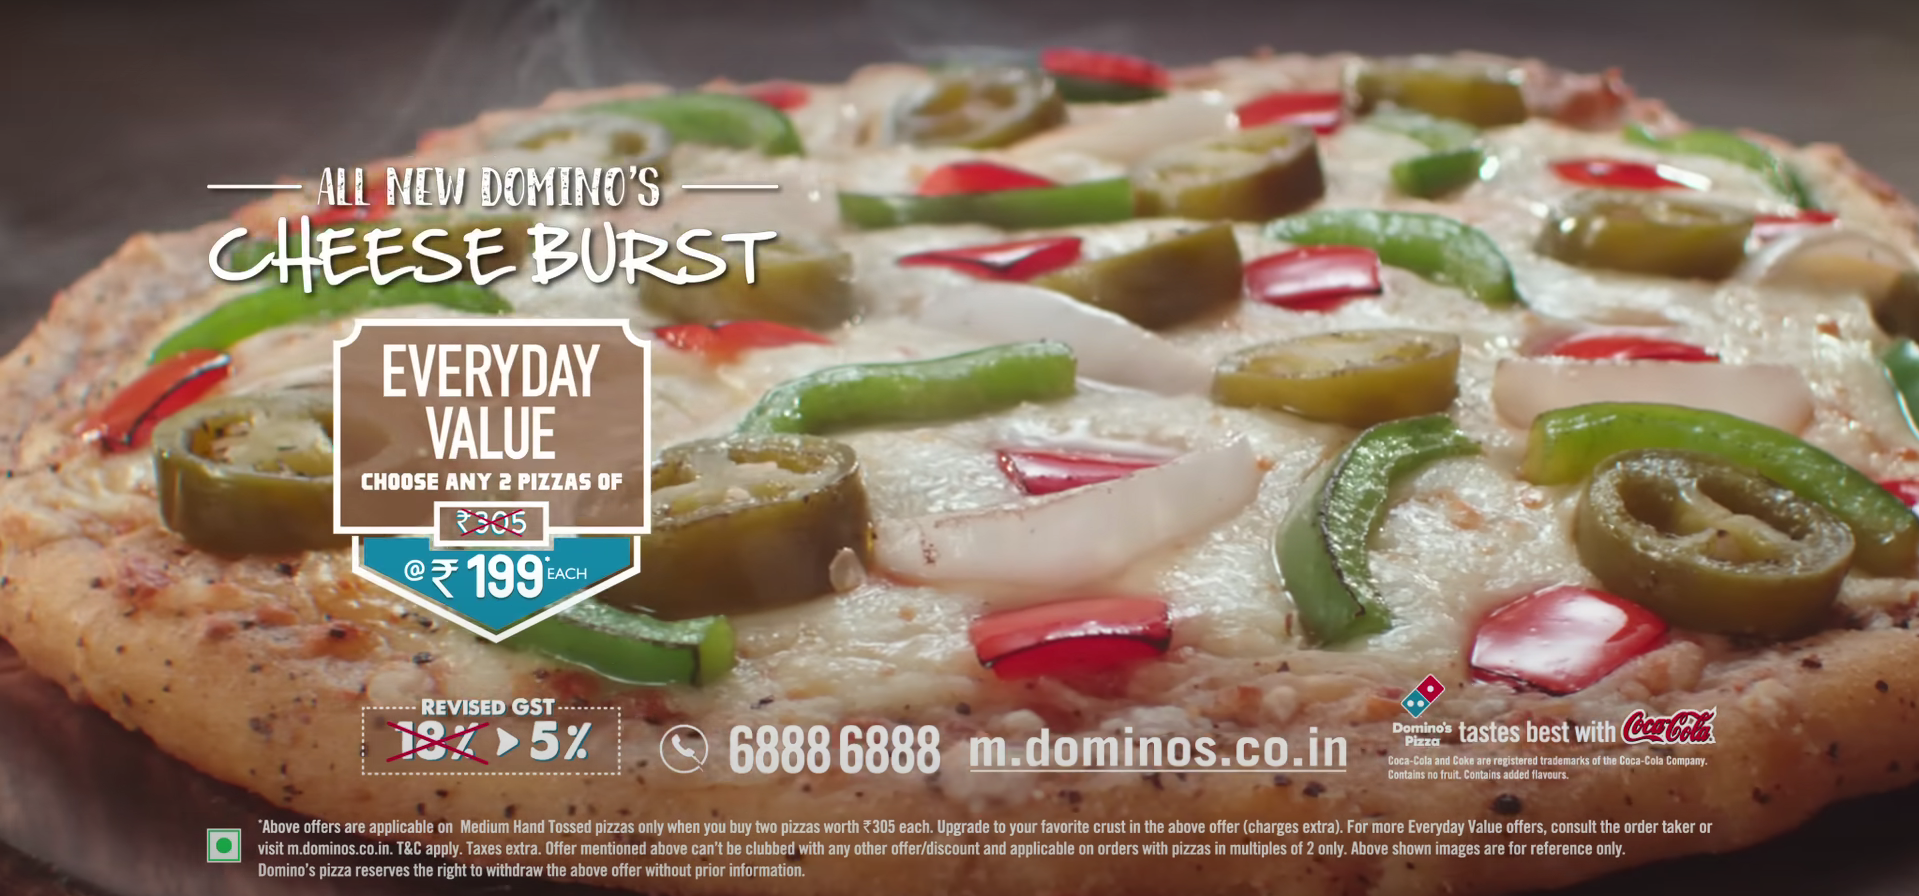 ALL NEW DOMINO'S
CHEESE BURST
EVERYDAY
VALUE
CHOOSE ANY 2 PIZZAS OF
₹305
@ ₹199* EACH
REVISED GST
18% 5%
6888 6888
m.dominos.co.in
Domino's
Pizza
tastes best with Coca-Cola
Coca-Cola and Coke are registered trademarks of the Coca-Cola Company.
Contains no fruit. Contains added flavours.
*Above offers are applicable on Medium Hand Tossed pizzas only when you buy two pizzas worth ₹305 each. Upgrade to your favorite crust in the above offer (charges extra). For more Everyday Value offers, consult the order taker or
visit m.dominos.co.in. T&C apply. Taxes extra. Offer mentioned above can't be clubbed with any other offer/discount and applicable on orders with pizzas in multiples of 2 only. Above shown images are for reference only.
Domino's pizza reserves the right to withdraw the above offer without prior information.